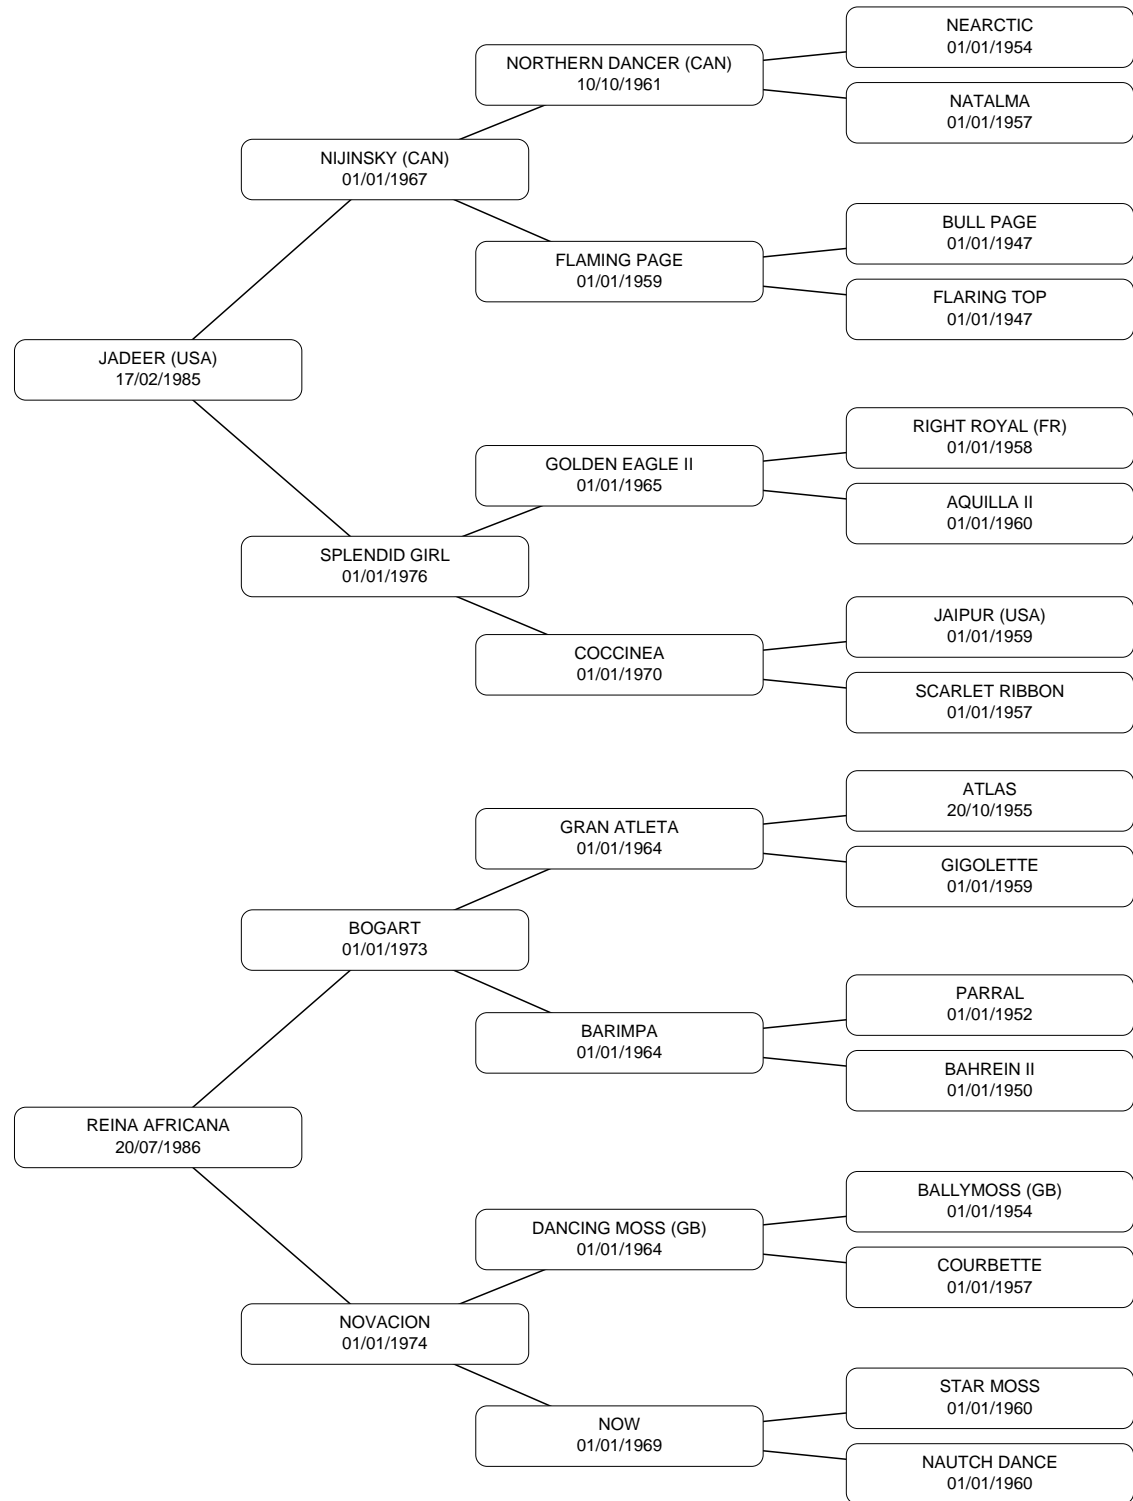 NEARCTIC
01/01/1954
NORTHERN DANCER (CAN)
10/10/1961
NATALMA
01/01/1957
NIJINSKY (CAN)
01/01/1967
BULL PAGE
01/01/1947
FLAMING PAGE
01/01/1959
FLARING TOP
01/01/1947
JADEER (USA)
17/02/1985
RIGHT ROYAL (FR)
01/01/1958
GOLDEN EAGLE II
01/01/1965
AQUILLA II
01/01/1960
SPLENDID GIRL
01/01/1976
JAIPUR (USA)
01/01/1959
COCCINEA
01/01/1970
SCARLET RIBBON
01/01/1957
ATLAS
20/10/1955
GRAN ATLETA
01/01/1964
GIGOLETTE
01/01/1959
BOGART
01/01/1973
PARRAL
01/01/1952
BARIMPA
01/01/1964
BAHREIN II
01/01/1950
REINA AFRICANA
20/07/1986
BALLYMOSS (GB)
01/01/1954
DANCING MOSS (GB)
01/01/1964
COURBETTE
01/01/1957
NOVACION
01/01/1974
STAR MOSS
01/01/1960
NOW
01/01/1969
NAUTCH DANCE
01/01/1960